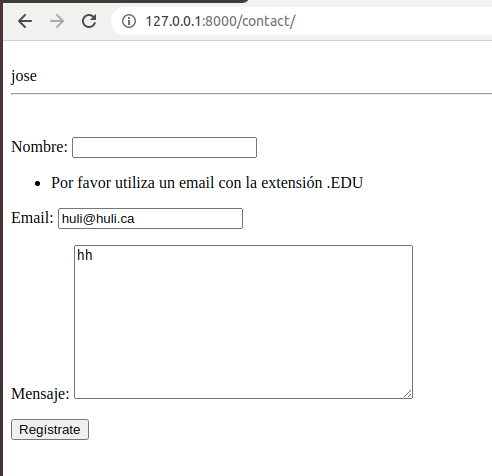 127.0.0.1:8000/contact/
jose
Nombre:
Por favor utiliza un email con la extensión .EDU
Email: huli@huli.ca
hh
Mensaje:
Regístrate